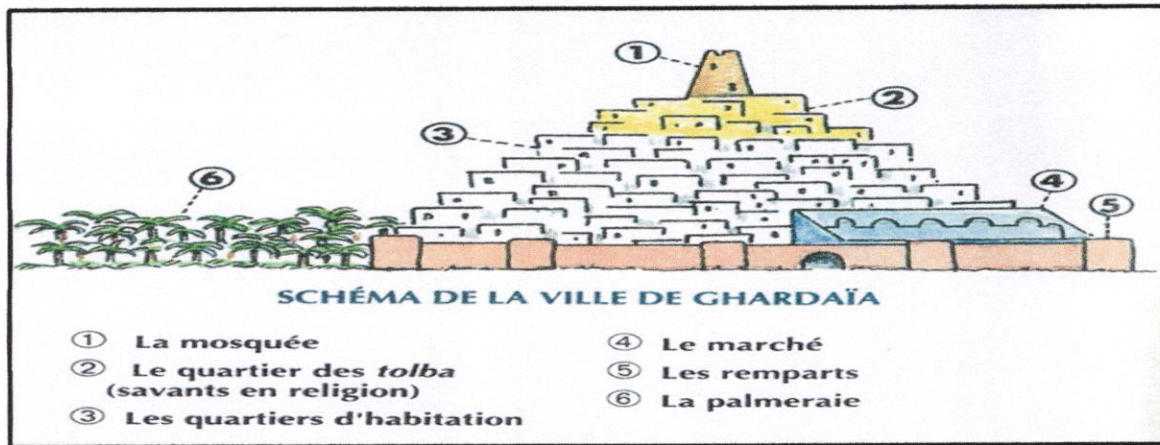 ①
②
③
④
⑤
⑥
SCHÉMA DE LA VILLE DE GHARDAÏA
① La mosquée
② Le quartier des tolba
(savants en religion)
③ Les quartiers d'habitation
④ Le marché
⑤ Les remparts
⑥ La palmeraie